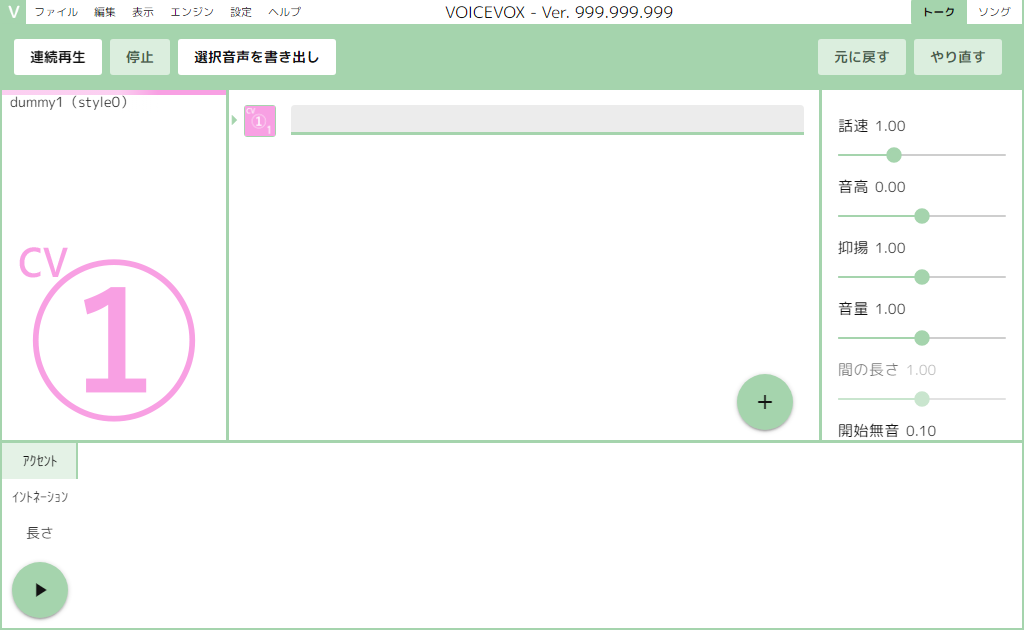 V ファイル 編集 表示 エンジン 設定 ヘルプ VOICEVOX - Ver. 999.999.999 トーク ソング
連続再生 停止 選択音声を書き出し 元に戻す やり直す
dummy1（style0）
CV
1
CV
1
1
話速 1.00
音高 0.00
抑揚 1.00
音量 1.00
間の長さ 1.00
開始無音 0.10
+
アクセント
イントネーション
長さ